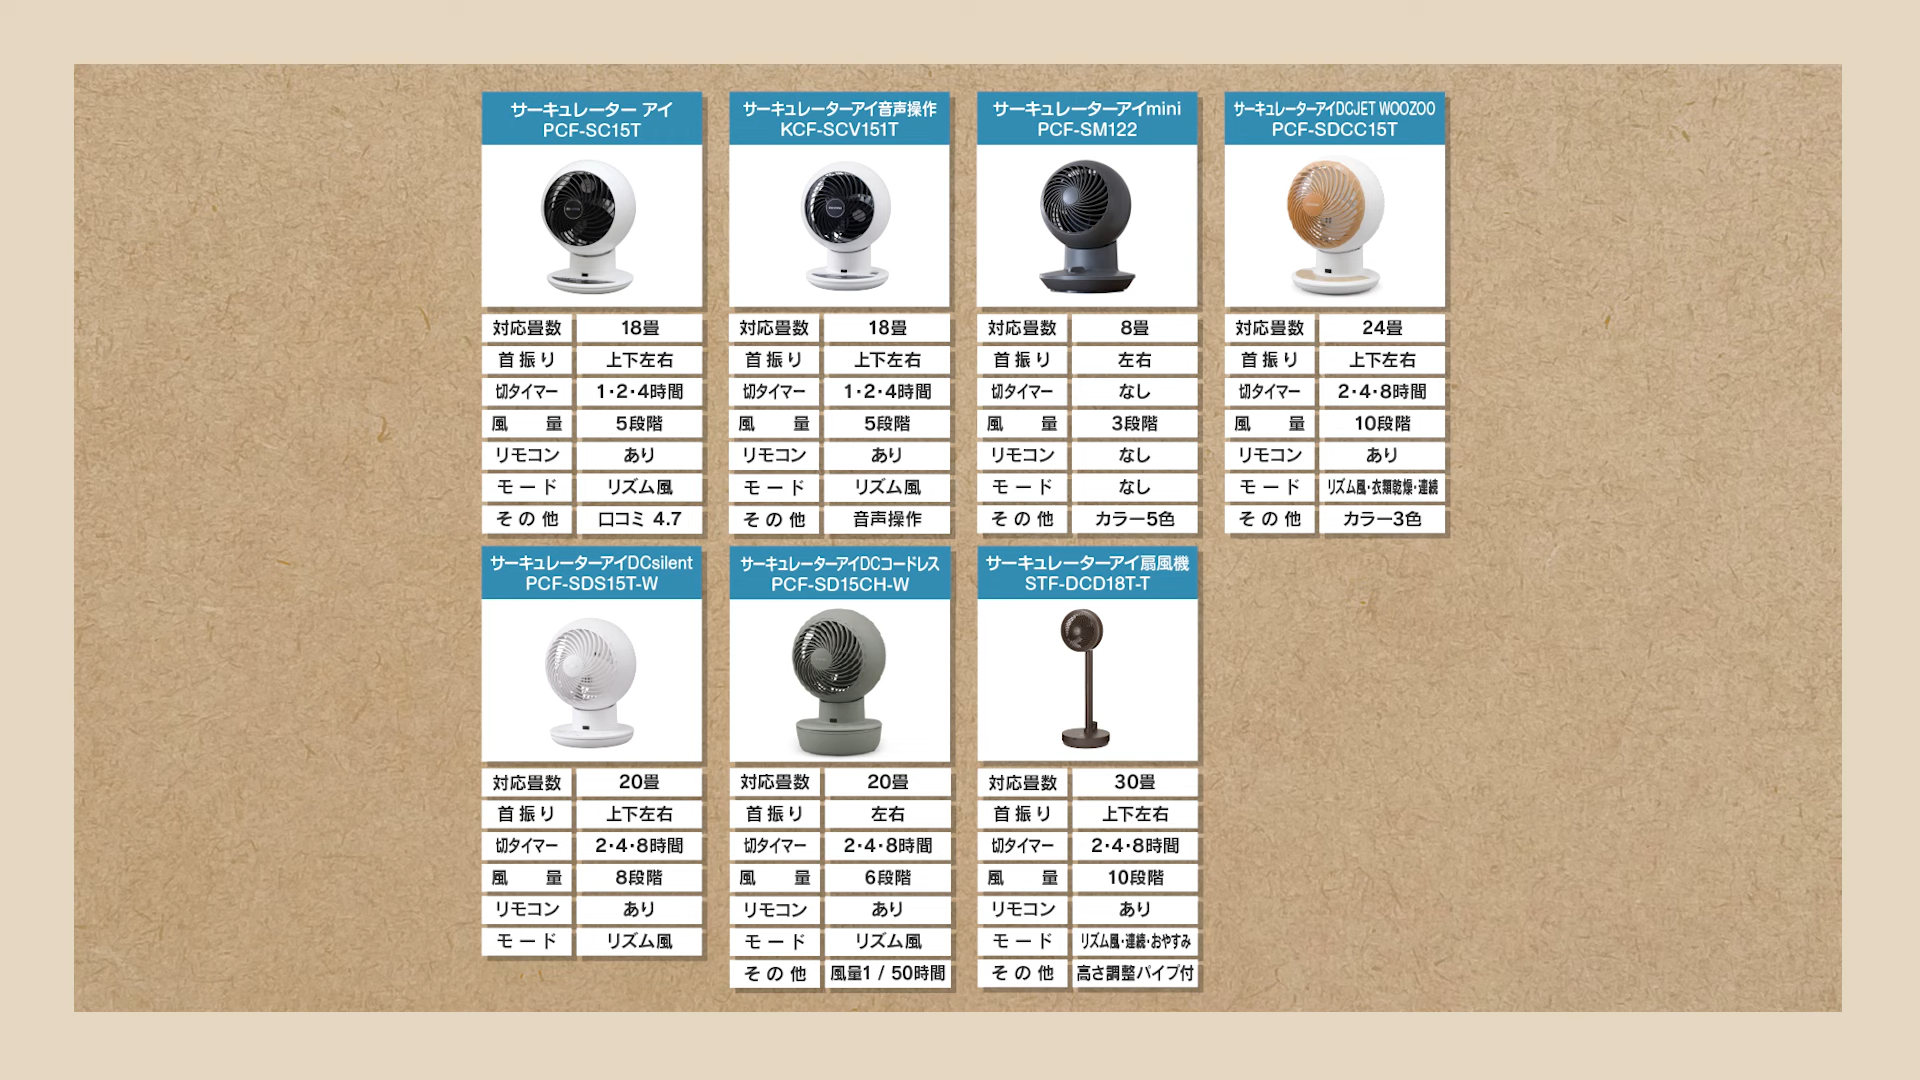 サーキュレーター アイ
PCF-SC15T
対応畳数 18畳
首振り 上下左右
切タイマー 1・2・4時間
風量 5段階
リモコン あり
モード リズム風
その他 口コミ 4.7
サーキュレーターアイ音声操作
KCF-SCV151T
対応畳数 18畳
首振り 上下左右
切タイマー 1・2・4時間
風量 5段階
リモコン あり
モード リズム風
その他 音声操作
サーキュレーターアイmini
PCF-SM122
対応畳数 8畳
首振り 左右
切タイマー なし
風量 3段階
リモコン なし
モード なし
その他 カラー5色
サーキュレーターアイDCJET WOOZOO
PCF-SDCC15T
対応畳数 24畳
首振り 上下左右
切タイマー 2・4・8時間
風量 10段階
リモコン あり
モード リズム風・衣類乾燥・連続
その他 カラー3色
サーキュレーターアイDCsilent
PCF-SDS15T-W
対応畳数 20畳
首振り 上下左右
切タイマー 2・4・8時間
風量 8段階
リモコン あり
モード リズム風
サーキュレーターアイDCコードレス
PCF-SD15CH-W
対応畳数 20畳
首振り 左右
切タイマー 2・4・8時間
風量 6段階
リモコン あり
モード リズム風
その他 風量1 / 50時間
サーキュレーターアイ扇風機
STF-DCD18T-T
対応畳数 30畳
首振り 上下左右
切タイマー 2・4・8時間
風量 10段階
リモコン あり
モード リズム風・連続・おやすみ
その他 高さ調整パイプ付